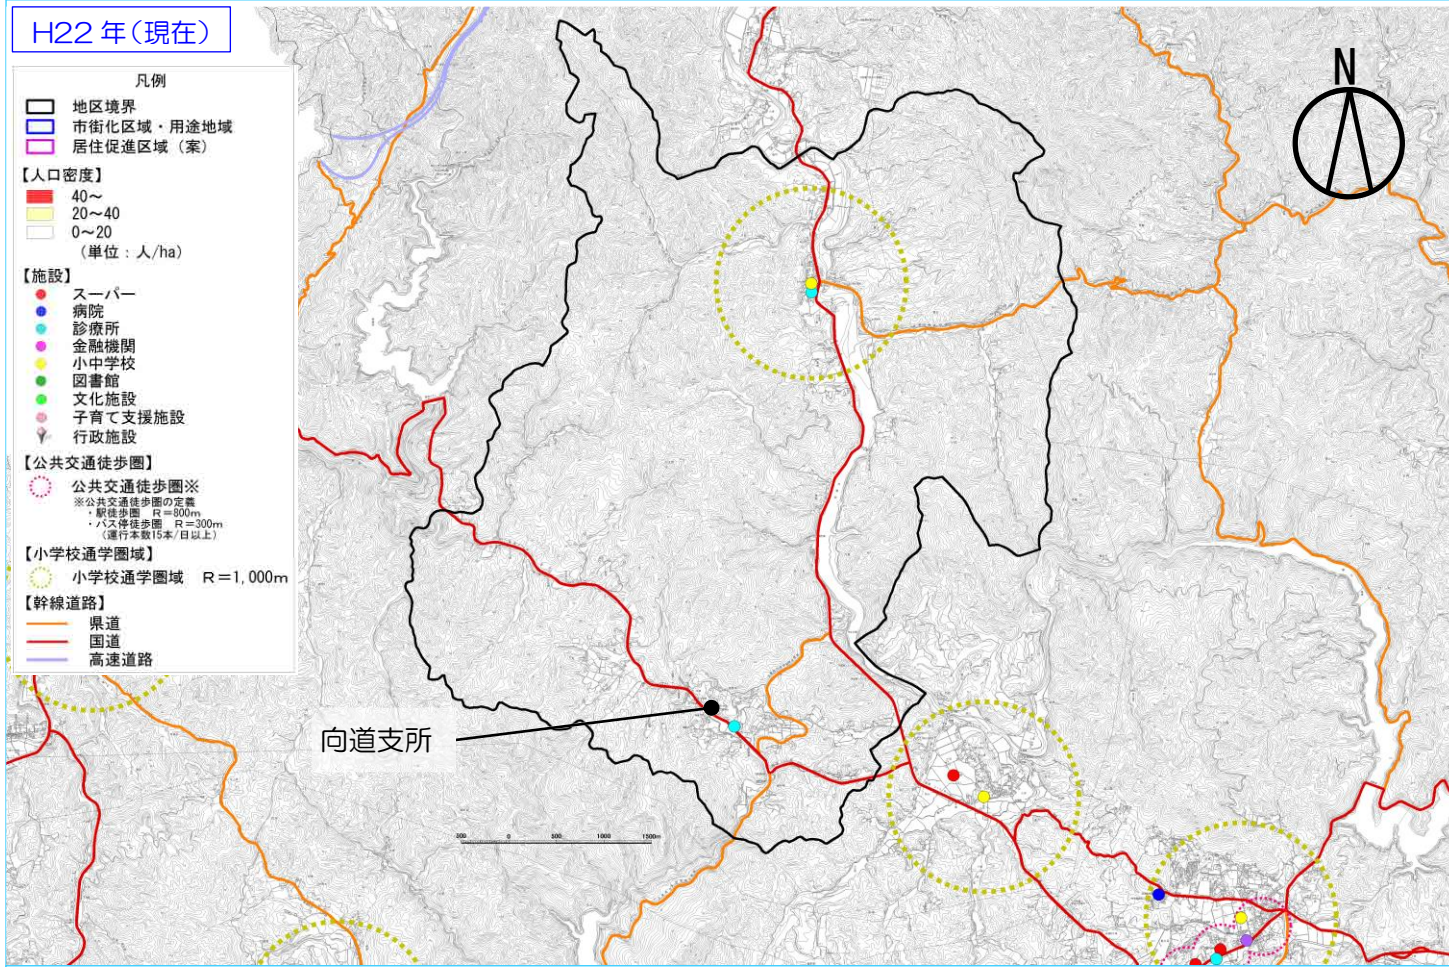 H22 年(現在)
N
凡例
地区境界
市街化区域・用途地域
居住促進区域（案）
【人口密度】
40～
20～40
0～20
（単位：人/ha）
【施設】
スーパー
病院
診療所
金融機関
小中学校
図書館
文化施設
子育て支援施設
行政施設
【公共交通徒歩圏】
公共交通徒歩圏※
※公共交通徒歩圏の定義
・駅徒歩圏　R＝800m
・バス停徒歩圏　R＝300m
（運行本数15本/日以上）
【小学校通学圏域】
小学校通学圏域　R＝1,000m
【幹線道路】
県道
国道
高速道路
向道支所
500 0 500 1000 1500m